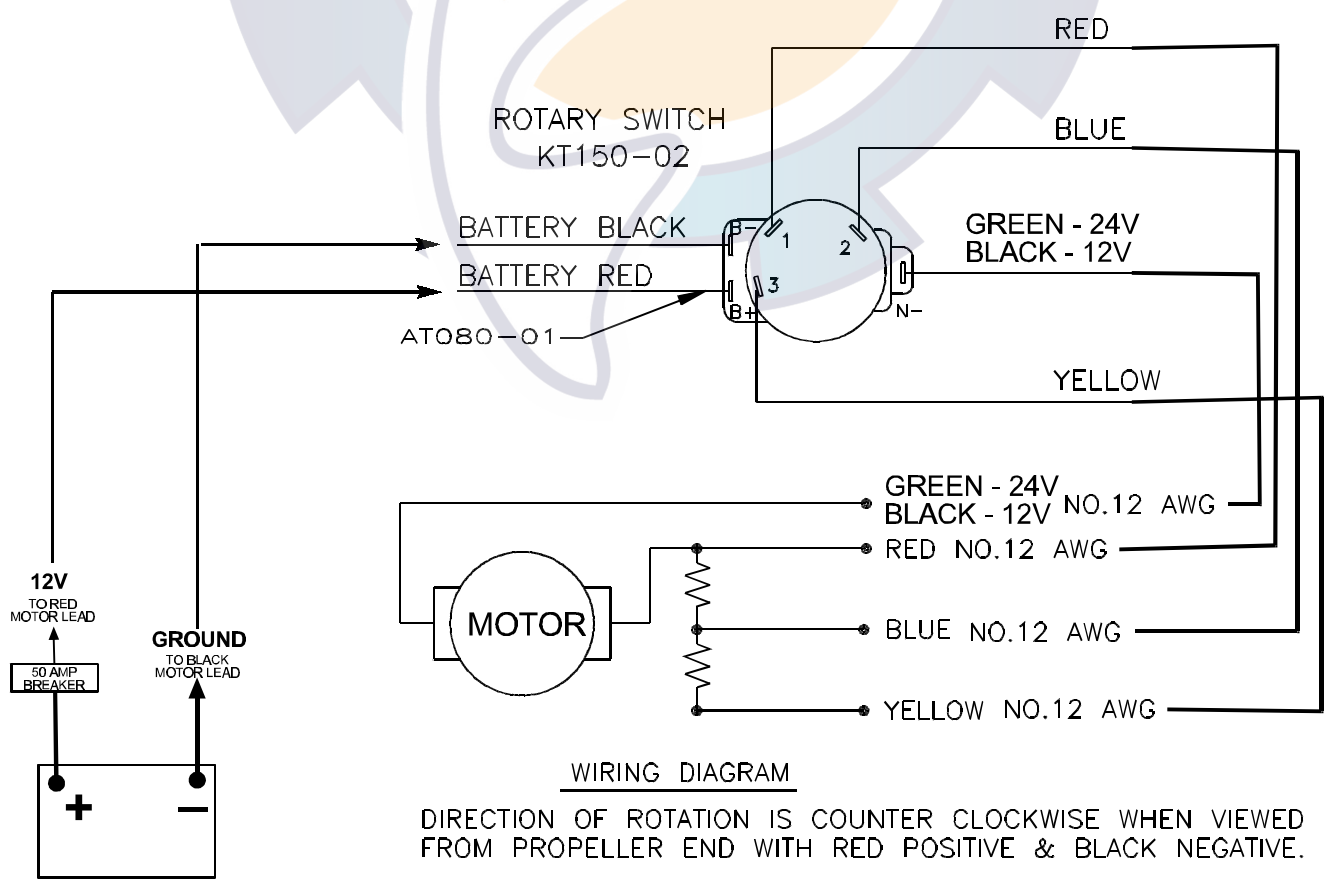 RED
BLUE
ROTARY SWITCH
KT150-02
GREEN - 24V
BLACK - 12V
BATTERY BLACK
BATTERY RED
B-
1
2
3
B+
N-
AT080-01
YELLOW
GREEN - 24V
BLACK - 12V
NO.12 AWG
RED NO.12 AWG
12V
TO RED
MOTOR LEAD
MOTOR
BLUE NO.12 AWG
GROUND
TO BLACK
MOTOR LEAD
50 AMP
BREAKER
YELLOW NO.12 AWG
+
−
WIRING DIAGRAM
DIRECTION OF ROTATION IS COUNTER CLOCKWISE WHEN VIEWED
FROM PROPELLER END WITH RED POSITIVE & BLACK NEGATIVE.